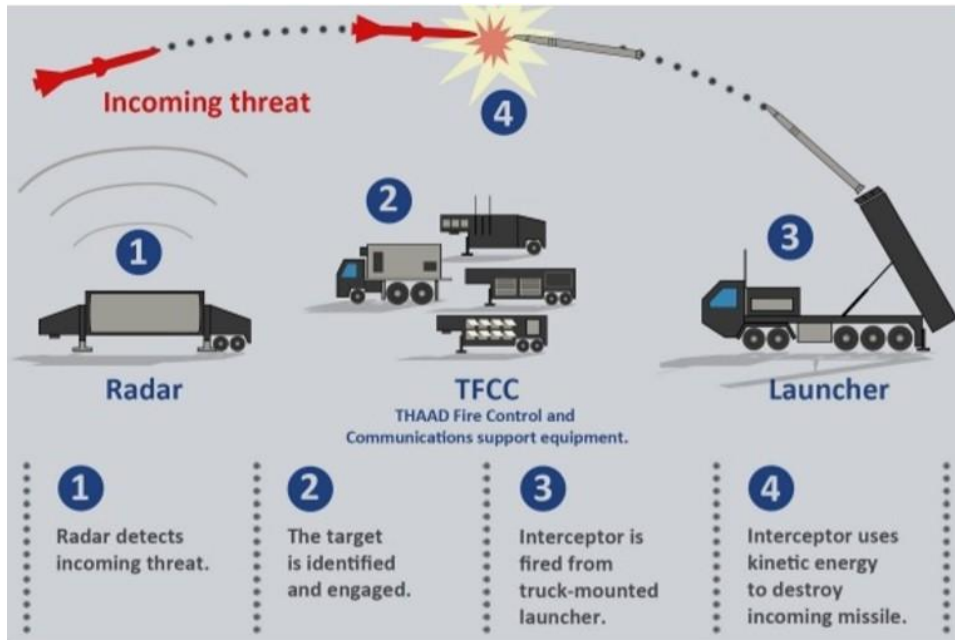 Incoming threat
4
1
2
3
Radar
TFCC
THAAD Fire Control and
Communications support equipment.
Launcher
1
Radar detects
incoming threat.
2
The target
is identified
and engaged.
3
Interceptor is
fired from
truck-mounted
launcher.
4
Interceptor uses
kinetic energy
to destroy
incoming missile.